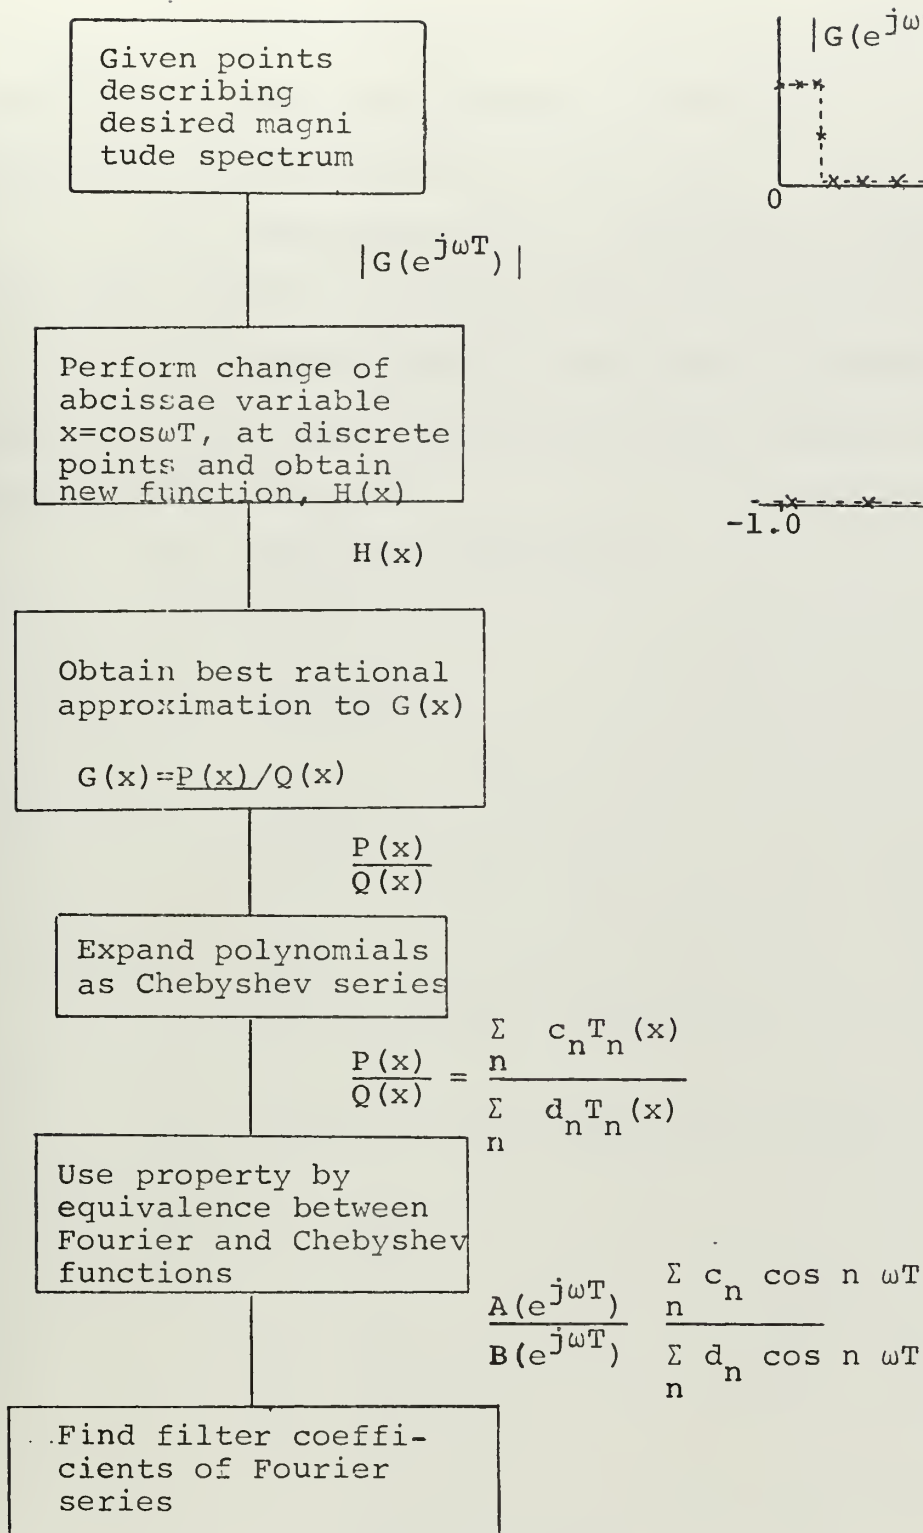 Given points
describing
desired magni
tude spectrum
|G(e^jω
0
|G(e^jωT)|
Perform change of
abcissae variable
x=cosωT, at discrete
points and obtain
new function, H(x)
-1.0
H(x)
Obtain best rational
approximation to G(x)
G(x)=P(x)/Q(x)
P(x)
Q(x)
Expand polynomials
as Chebyshev series
P(x)/Q(x) = Σ_n c_n T_n(x) / Σ_n d_n T_n(x)
Use property by
equivalence between
Fourier and Chebyshev
functions
A(e^jωT) Σ_n c_n cos n ωT
B(e^jωT) Σ_n d_n cos n ωT
Find filter coeffi-
cients of Fourier
series